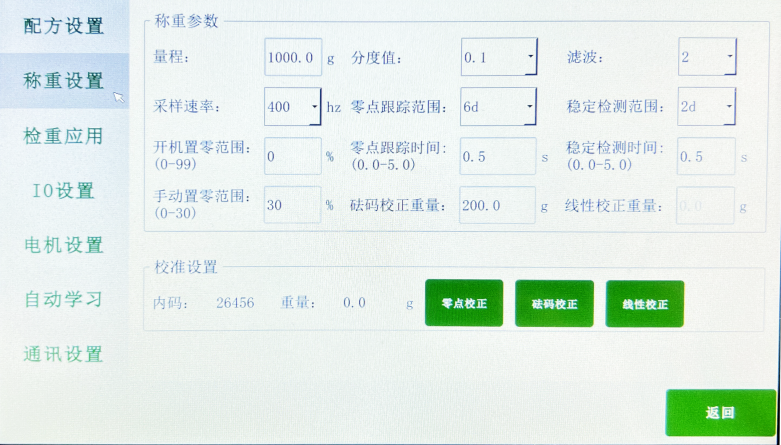 配方设置
称重设置
检重应用
IO设置
电机设置
自动学习
通讯设置
称重参数
量程： 1000.0 g 分度值： 0.1 滤波： 2
采样速率： 400 hz 零点跟踪范围： 6d 稳定检测范围： 2d
开机置零范围： (0-99) 0 % 零点跟踪时间： (0.0-5.0) 0.5 s 稳定检测时间： (0.0-5.0) 0.5 s
手动置零范围： (0-30) 30 % 砝码校正重量： 200.0 g 线性校正重量： 0.0 g
校准设置
内码： 26456 重量： 0.0 g 零点校正 砝码校正 线性校正
返回